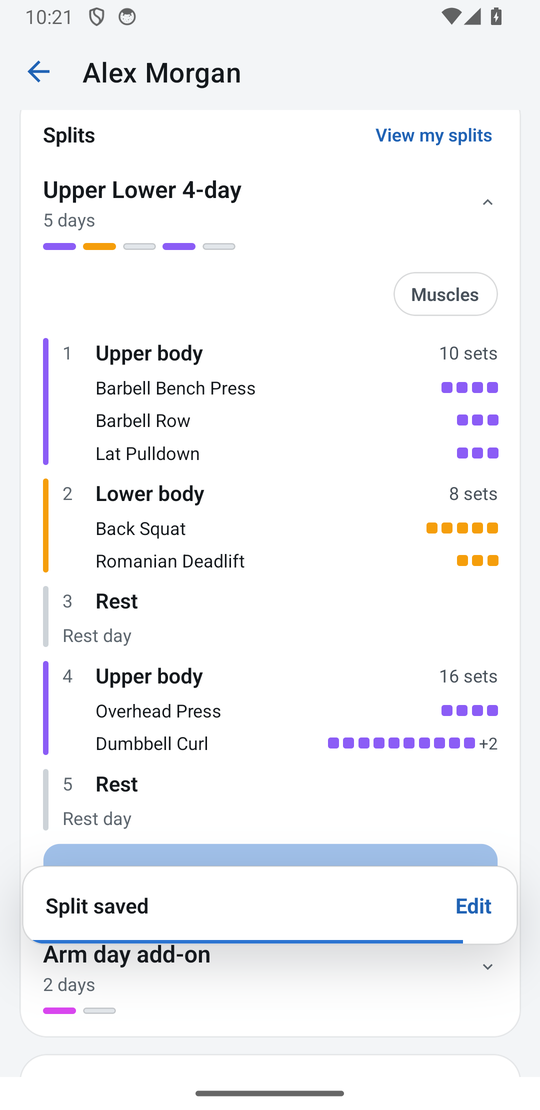 10:21
Alex Morgan
Splits
View my splits
Upper Lower 4-day
5 days
Muscles
1 Upper body 10 sets
Barbell Bench Press
Barbell Row
Lat Pulldown
2 Lower body 8 sets
Back Squat
Romanian Deadlift
3 Rest
Rest day
4 Upper body 16 sets
Overhead Press
Dumbbell Curl +2
5 Rest
Rest day
Split saved Edit
Arm day add-on
2 days